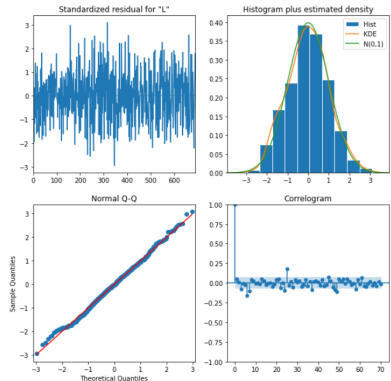 Standardized residual for "L"
3
2
1
0
−1
−2
−3
0 100 200 300 400 500 600
Histogram plus estimated density
0.40
0.35
0.30
0.25
0.20
0.15
0.10
0.05
0.00
−3 −2 −1 0 1 2 3
Hist
KDE
N(0,1)
Normal Q-Q
Sample Quantiles
3
2
1
0
−1
−2
−3
−3 −2 −1 0 1 2 3
Theoretical Quantiles
Correlogram
1.00
0.75
0.50
0.25
0.00
−0.25
−0.50
−0.75
−1.00
0 10 20 30 40 50 60 70